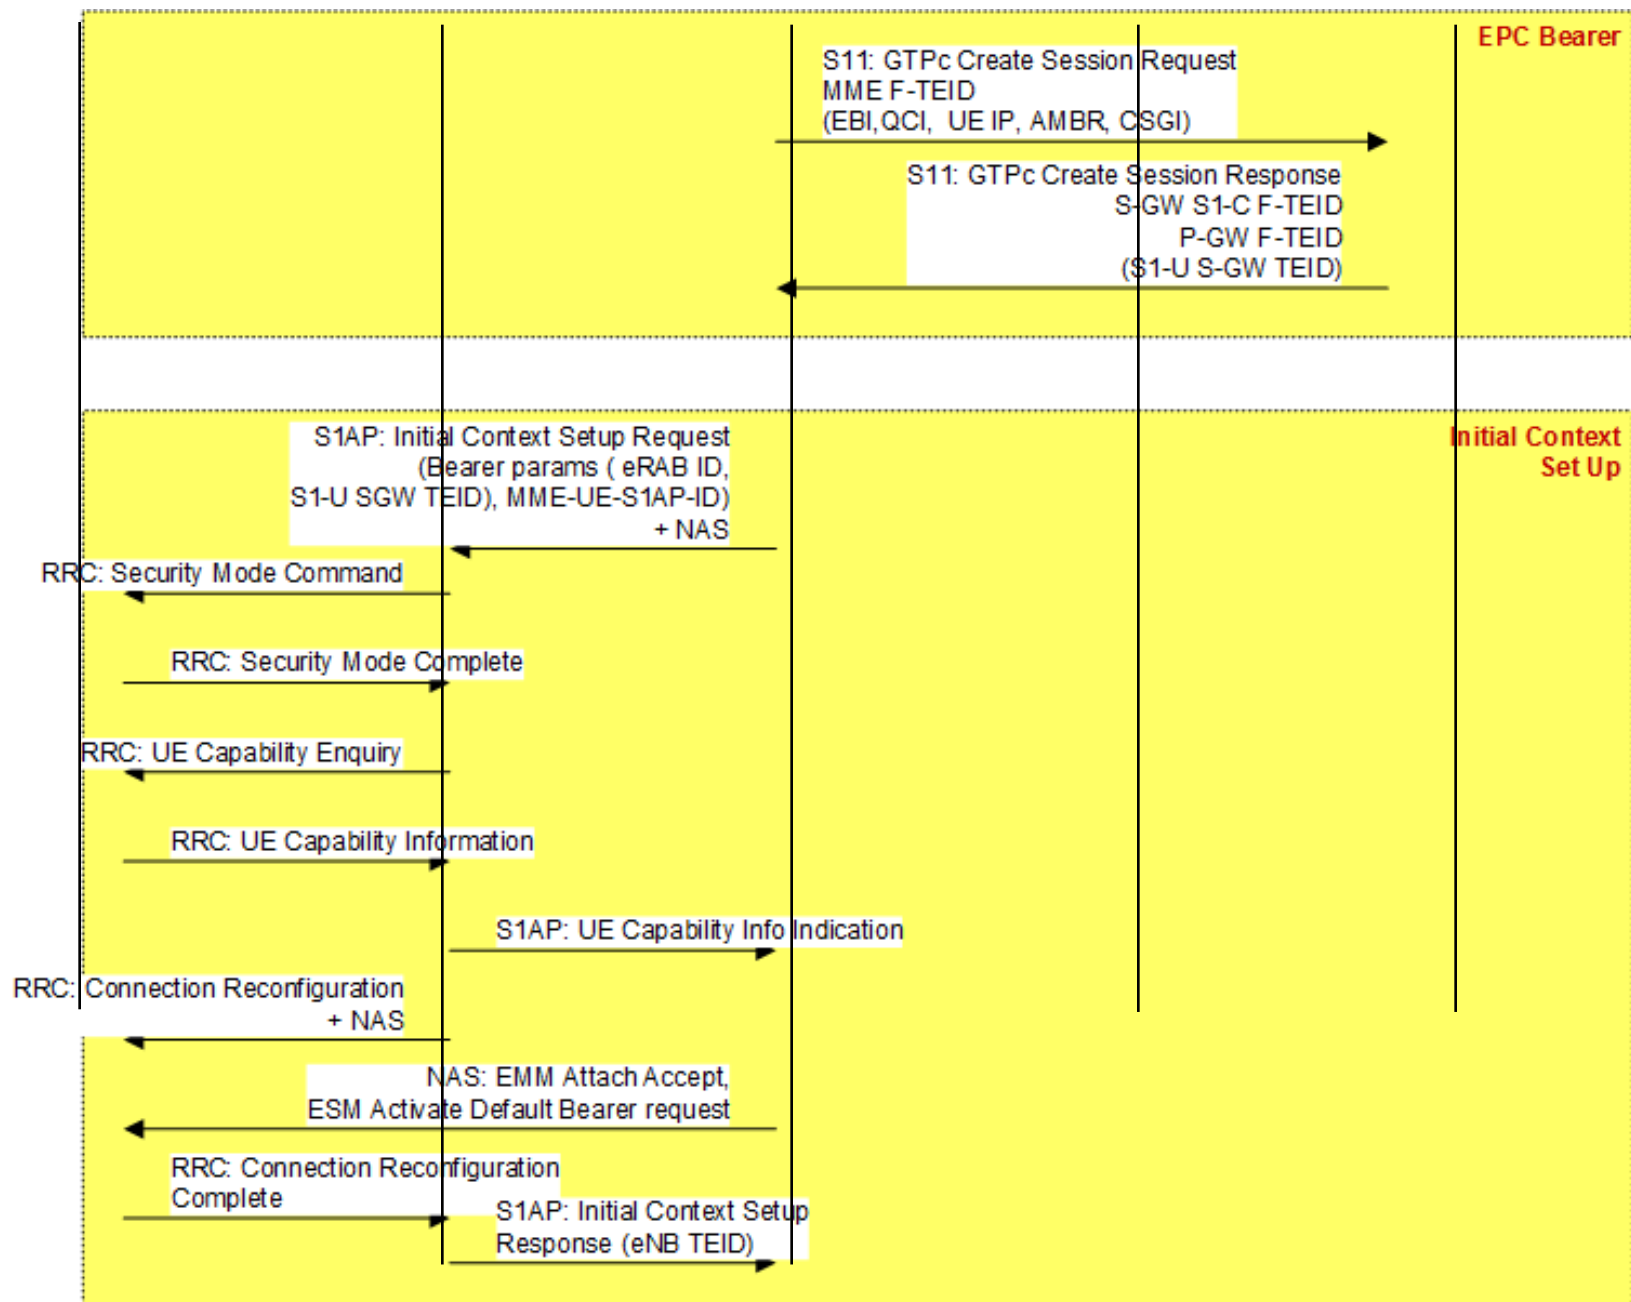 EPC Bearer
S11: GTPc Create Session Request
MME F-TEID
(EBI,QCI, UE IP, AMBR, CSGI)
S11: GTPc Create Session Response
S-GW S1-C F-TEID
P-GW F-TEID
(S1-U S-GW TEID)
Initial Context
Set Up
S1AP: Initial Context Setup Request
(Bearer params ( eRAB ID,
S1-U SGW TEID), MME-UE-S1AP-ID)
+ NAS
RRC: Security Mode Command
RRC: Security Mode Complete
RRC: UE Capability Enquiry
RRC: UE Capability Information
S1AP: UE Capability Info Indication
RRC: Connection Reconfiguration
+ NAS
NAS: EMM Attach Accept,
ESM Activate Default Bearer request
RRC: Connection Reconfiguration
Complete
S1AP: Initial Context Setup
Response (eNB TEID)